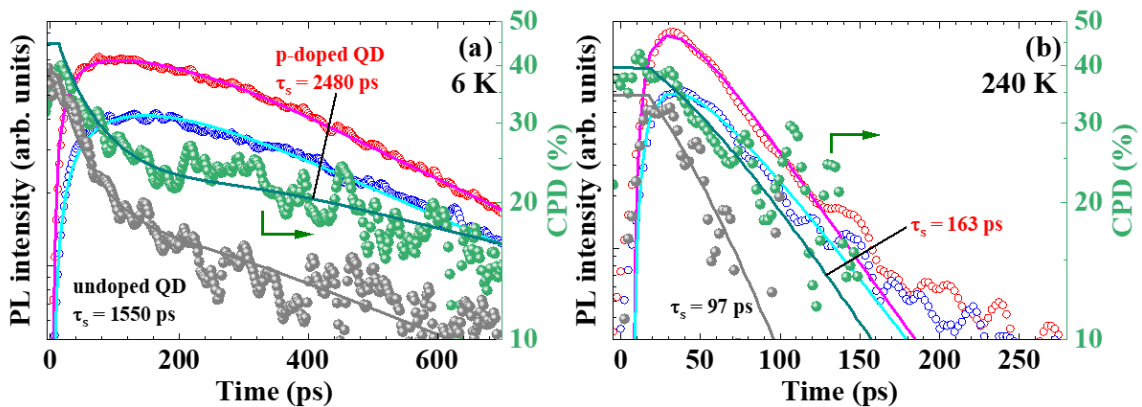 PL intensity (arb. units)
(a)
6 K
p-doped QD
τs = 2480 ps
undoped QD
τs = 1550 ps
50
40
30
20
10
CPD (%)
0
200
400
600
Time (ps)
PL intensity (arb. units)
(b)
240 K
τs = 163 ps
τs = 97 ps
50
40
30
20
10
CPD (%)
0
50
100
150
200
250
Time (ps)